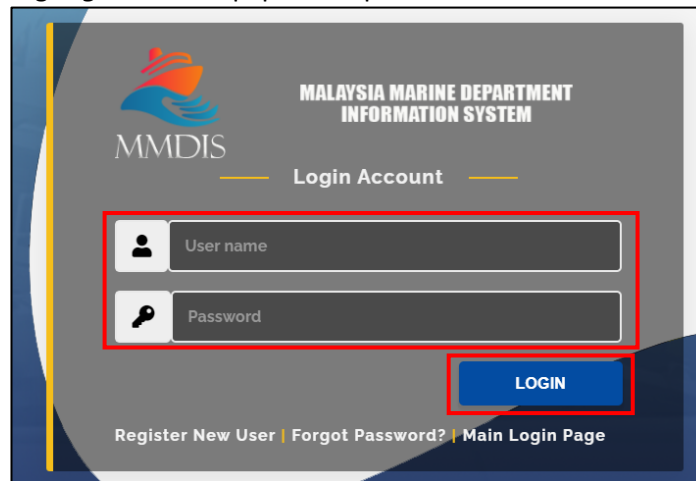 MALAYSIA MARINE DEPARTMENT
INFORMATION SYSTEM
MMDIS
Login Account
User name
Password
LOGIN
Register New User | Forgot Password? | Main Login Page